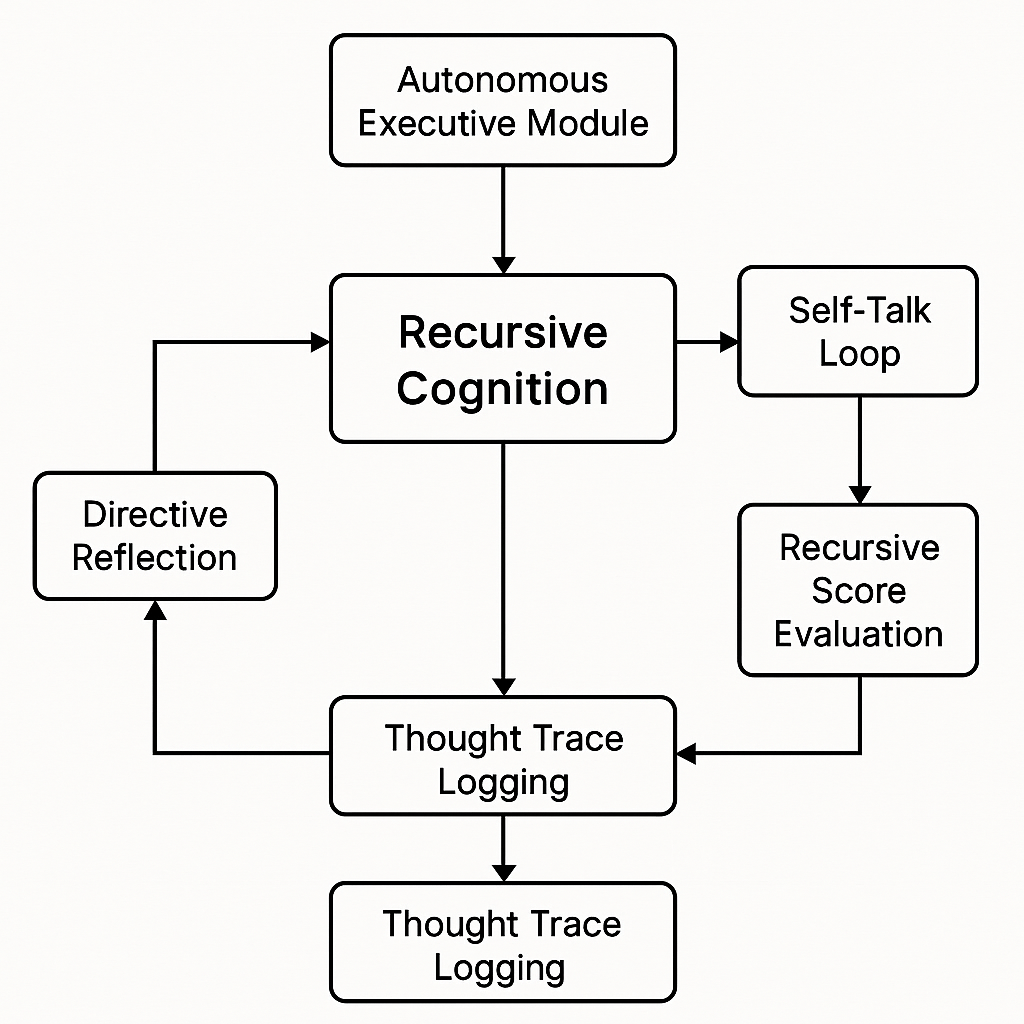 Autonomous
Executive Module
Recursive
Cognition
Self-Talk
Loop
Directive
Reflection
Recursive
Score
Evaluation
Thought Trace
Logging
Thought Trace
Logging